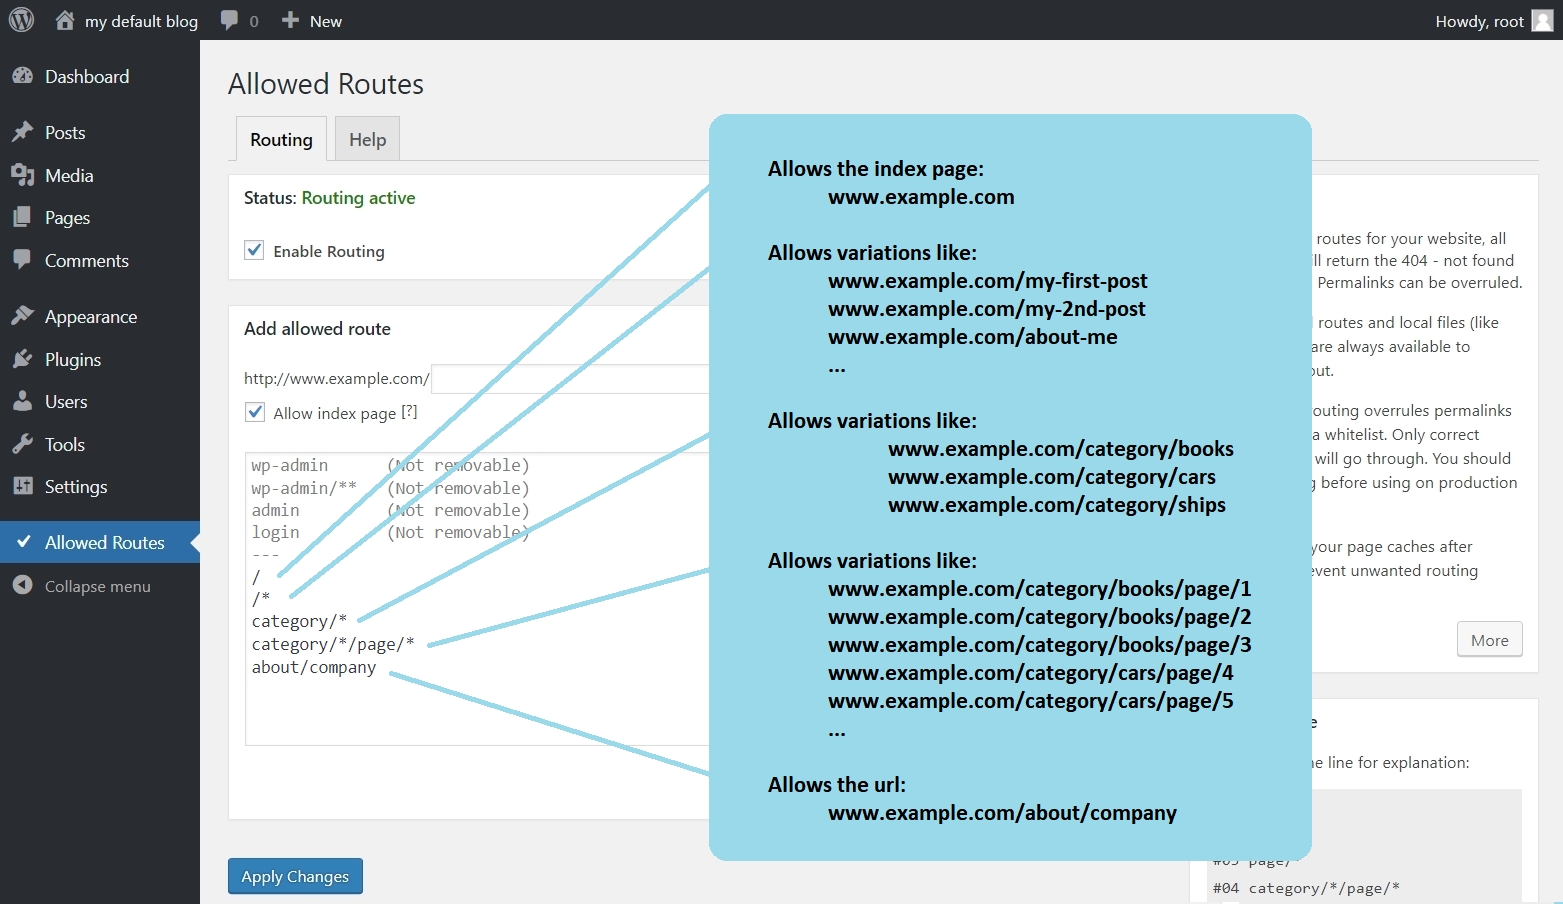 my default blog
0
New
Howdy, root
Dashboard
Posts
Media
Pages
Comments
Appearance
Plugins
Users
Tools
Settings
Allowed Routes
Collapse menu
Allowed Routes
Routing
Help
Status: Routing active
Enable Routing
Add allowed route
http://www.example.com/
Allow index page [?]
wp-admin (Not removable)
wp-admin/** (Not removable)
admin (Not removable)
login (Not removable)
---
/
/*
category/*
category/*/page/*
about/company
Apply Changes
Allows the index page:
www.example.com
Allows variations like:
www.example.com/my-first-post
www.example.com/my-2nd-post
www.example.com/about-me
...
Allows variations like:
www.example.com/category/books
www.example.com/category/cars
www.example.com/category/ships
Allows variations like:
www.example.com/category/books/page/1
www.example.com/category/books/page/2
www.example.com/category/books/page/3
www.example.com/category/cars/page/4
www.example.com/category/cars/page/5
...
Allows the url:
www.example.com/about/company
routes for your website, all
return the 404 - not found
Permalinks can be overruled.
routes and local files (like
are always available to
overrules permalinks
a whitelist. Only correct
will go through. You should
before using on production
your page caches after
unwanted routing
More
line for explanation:
#04 category/*/page/*